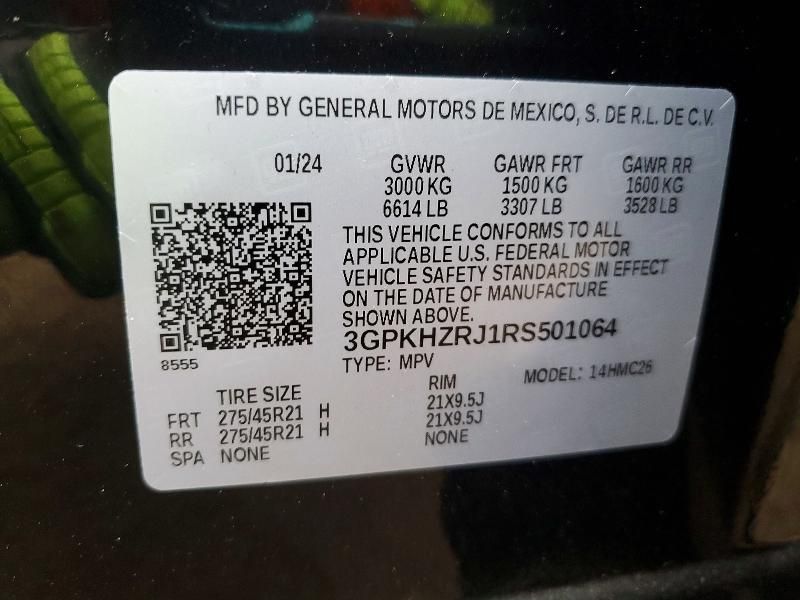 MFD BY GENERAL MOTORS DE MEXICO, S. DE R.L. DE C.V.
01/24 GVWR GAWR FRT GAWR RR
3000 KG 1500 KG 1600 KG
6614 LB 3307 LB 3528 LB
THIS VEHICLE CONFORMS TO ALL
APPLICABLE U.S. FEDERAL MOTOR
VEHICLE SAFETY STANDARDS IN EFFECT
ON THE DATE OF MANUFACTURE
SHOWN ABOVE.
3GPKHZRJ1RS501064
8555 TYPE: MPV MODEL: 14HMC26
TIRE SIZE RIM
FRT 275/45R21 H 21X9.5J
RR 275/45R21 H 21X9.5J
SPA NONE NONE